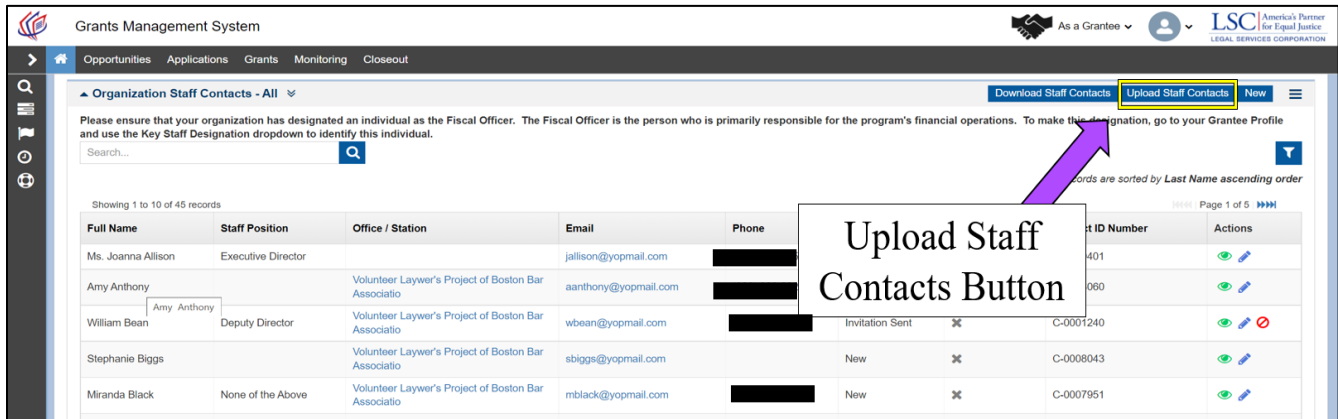 Grants Management System
As a Grantee
LSC America's Partner
for Equal Justice
LEGAL SERVICES CORPORATION
Opportunities Applications Grants Monitoring Closeout
Organization Staff Contacts - All
Download Staff Contacts Upload Staff Contacts New
Please ensure that your organization has designated an individual as the Fiscal Officer. The Fiscal Officer is the person who is primarily responsible for the program's financial operations. To make this designation, go to your Grantee Profile
and use the Key Staff Designation dropdown to identify this individual.
Search...
are sorted by Last Name ascending order
Showing 1 to 10 of 45 records
Page 1 of 5
Full Name Staff Position Office / Station Email Phone ID Number Actions
Upload Staff
Contacts Button
Ms. Joanna Allison Executive Director jallison@yopmail.com 401
Amy Anthony Volunteer Laywer's Project of Boston Bar
Associatio aanthony@yopmail.com 060
Amy Anthony
William Bean Deputy Director Volunteer Laywer's Project of Boston Bar
Associatio wbean@yopmail.com Invitation Sent C-0001240
Stephanie Biggs Volunteer Laywer's Project of Boston Bar
Associatio sbiggs@yopmail.com New C-0008043
Miranda Black None of the Above Volunteer Laywer's Project of Boston Bar
Associatio mblack@yopmail.com New C-0007951